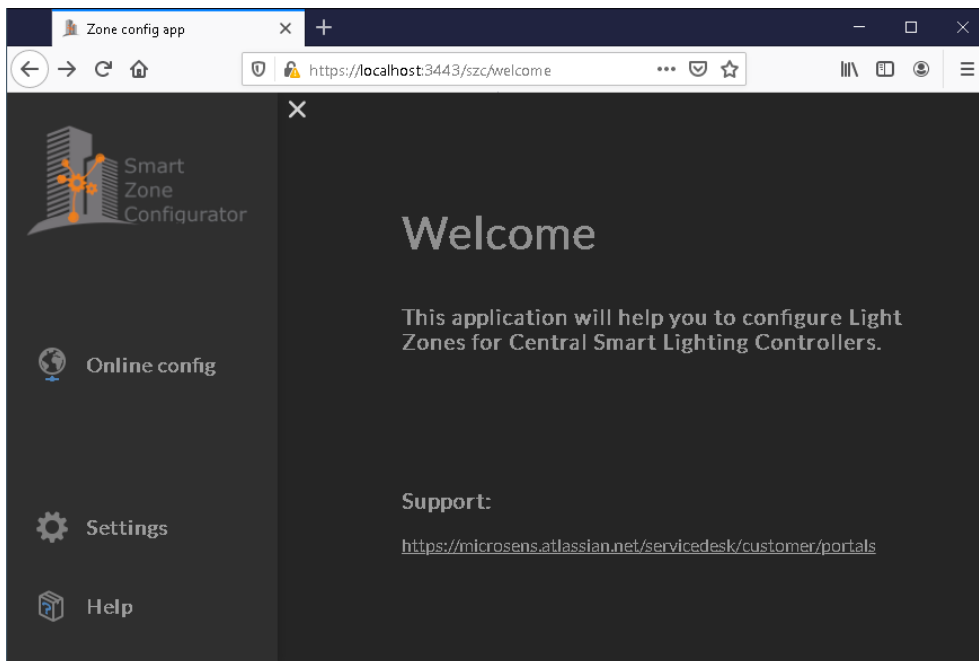 Zone config app
https://localhost:3443/szc/welcome
Smart
Zone
Configurator
Welcome
This application will help you to configure Light
Zones for Central Smart Lighting Controllers.
Online config
Support:
Settings
https://microsens.atlassian.net/servicedesk/customer/portals
Help